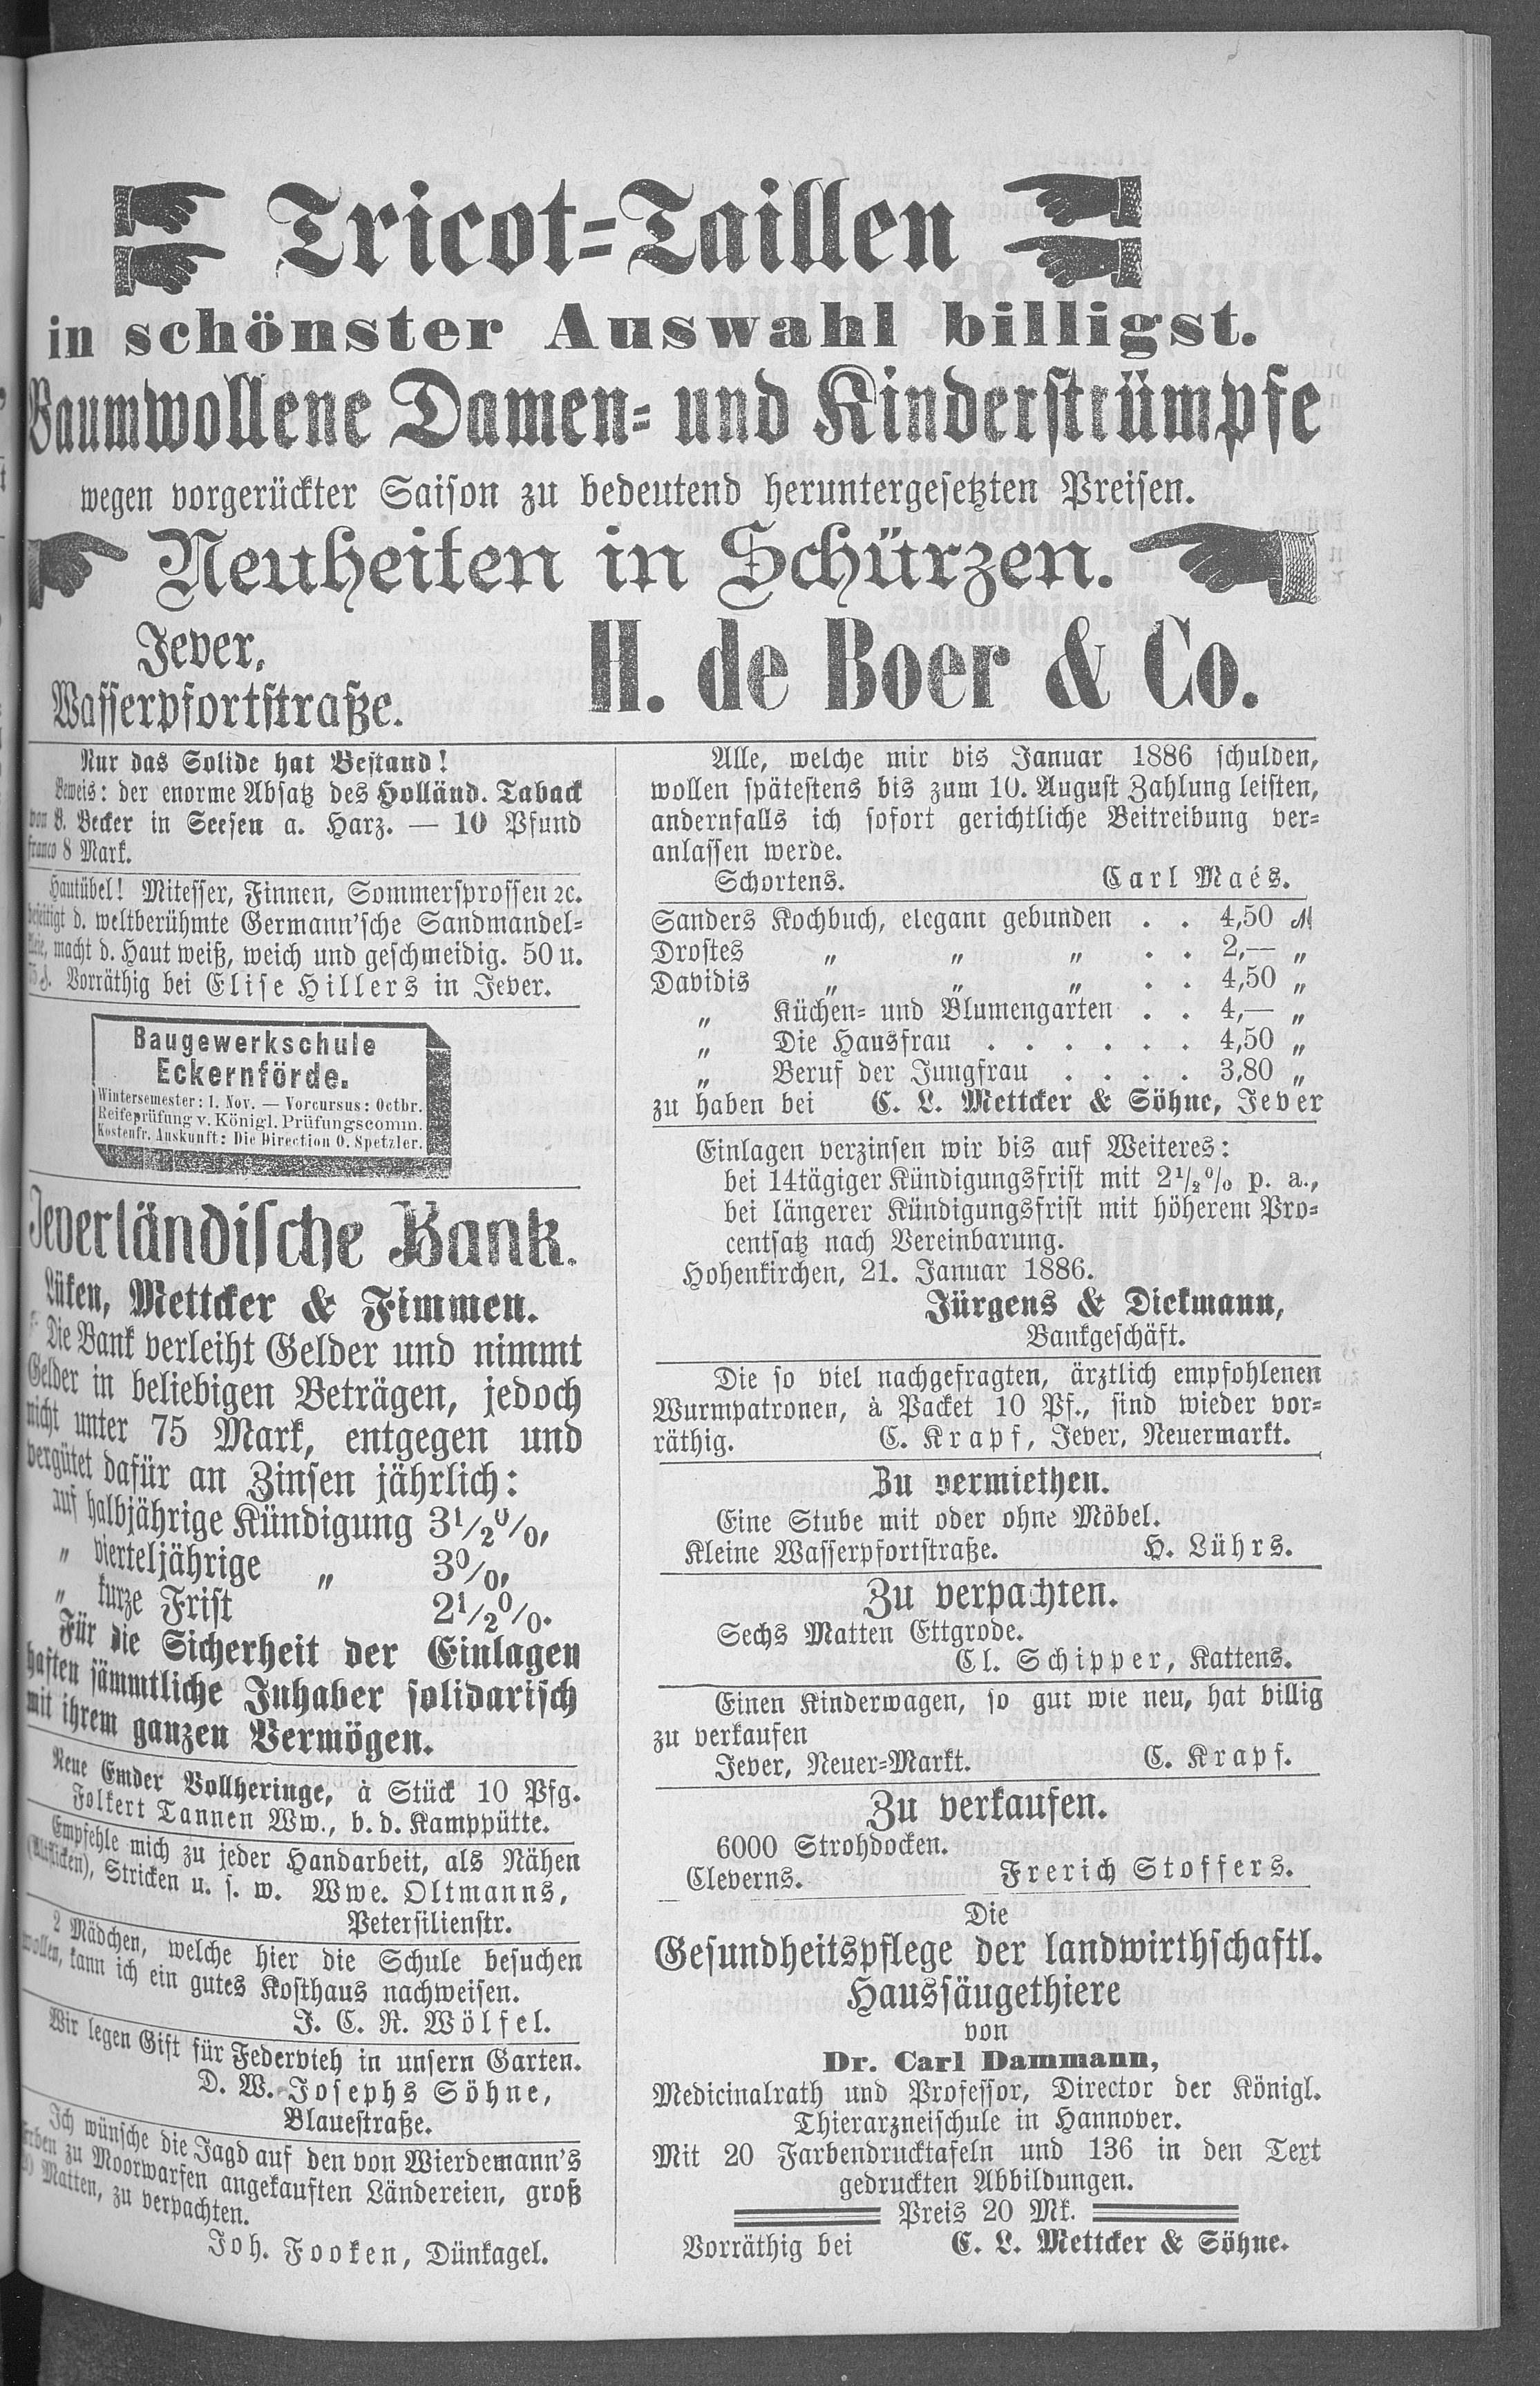 Tricot-Taillen
in schönster Auswahl billigst.
Baumwollene Damen- und Kinderstrümpfe
wegen vorgerückter Saison zu bedeutend heruntergesetzten Preisen.
Neuheiten in Schürzen.
Jever,
Wasserpfortstraße.
H. de Boer & Co.
Nur das Solide hat Bestand!
Beweis: der enorme Absatz des Holländ. Taback
von B. Becker in Seesen a. Harz. — 10 Pfund
franco 8 Mark.
Hautübel! Mitesser, Finnen, Sommersprossen ꝛc.
beseitigt d. weltberühmte Germann'sche Sandmandel-
kleie, macht d. Haut weiß, weich und geschmeidig. 50 u.
75 ₰. Vorräthig bei Elise Hillers in Jever.
Baugewerkschule
Eckernförde.
Wintersemester: 1. Nov. — Vorcursus: Octbr.
Reifeprüfung v. Königl. Prüfungscomm.
Kostenfr. Auskunft: Die Direction O. Spetzler.
Jeverländische Bank.
Lüken, Mettcker & Fimmen.
Die Bank verleiht Gelder und nimmt
Gelder in beliebigen Beträgen, jedoch
nicht unter 75 Mark, entgegen und
vergütet dafür an Zinsen jährlich:
auf halbjährige Kündigung 3½%,
„ vierteljährige „ 3%,
„ kurze Frist 2½%.
Für die Sicherheit der Einlagen
haften sämmtliche Inhaber solidarisch
mit ihrem ganzen Vermögen.
Neue Emder Vollheringe, à Stück 10 Pfg.
Folkert Tannen Ww., b. d. Kamppütte.
Empfehle mich zu jeder Handarbeit, als Nähen
Stricken u. s. w. Wwe. Oltmanns,
Petersilienstr.
2 Mädchen, welche hier die Schule besuchen
wollen, kann ich ein gutes Kosthaus nachweisen.
J. C. R. Wölfel.
Wir legen Gift für Federvieh in unsern Garten.
D. W. Josephs Söhne,
Blauestraße.
Ich wünsche die Jagd auf den von Wierdemann's
Erben zu Moorwarfen angekauften Ländereien, groß
Matten, zu verpachten.
Joh. Fooken, Dünkagel.
Alle, welche mir bis Januar 1886 schulden,
wollen spätestens bis zum 10. August Zahlung leisten,
andernfalls ich sofort gerichtliche Beitreibung ver-
anlassen werde.
Schortens. Carl Maës.
Sanders Kochbuch, elegant gebunden . . 4,50 ℳ
Drostes „ „ „ . . 2,— „
Davidis „ „ „ . . 4,50 „
„ Küchen- und Blumengarten . . 4,— „
„ Die Hausfrau . . . . . . 4,50 „
„ Beruf der Jungfrau . . . . 3,80 „
zu haben bei C. L. Mettcker & Söhne, Jever
Einlagen verzinsen wir bis auf Weiteres:
bei 14tägiger Kündigungsfrist mit 2½% p. a.,
bei längerer Kündigungsfrist mit höherem Pro-
centsatz nach Vereinbarung.
Hohenkirchen, 21. Januar 1886.
Jürgens & Dickmann,
Bankgeschäft.
Die so viel nachgefragten, ärztlich empfohlenen
Wurmpatronen, à Packet 10 Pf., sind wieder vor-
räthig. C. Krapf, Jever, Neuermarkt.
Zu vermiethen.
Eine Stube mit oder ohne Möbel.
Kleine Wasserpfortstraße. H. Lührs.
Zu verpachten.
Sechs Matten Ettgrode.
Cl. Schipper, Kattens.
Einen Kinderwagen, so gut wie neu, hat billig
zu verkaufen
Jever, Neuer-Markt. C. Krapf.
Zu verkaufen.
6000 Strohdocken.
Cleverns. Frerich Stoffers.
Die
Gesundheitspflege der landwirthschaftl.
Haussäugethiere
von
Dr. Carl Dammann,
Medicinalrath und Professor, Director der Königl.
Thierarzneischule in Hannover.
Mit 20 Farbendrucktafeln und 136 in den Text
gedruckten Abbildungen.
Preis 20 Mk.
Vorräthig bei C. L. Mettcker & Söhne.